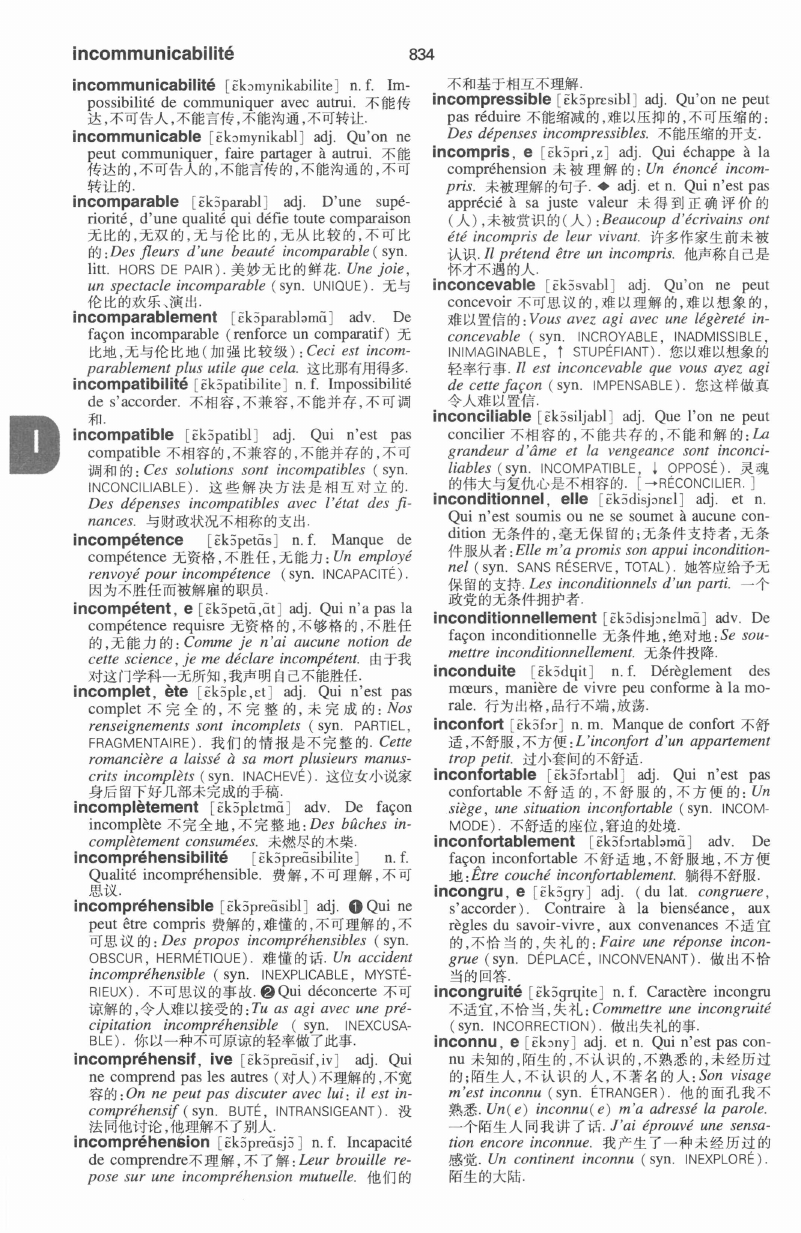 incommunicabilité 834
incommunicabilité [ɛ̃kɔmynikabilite] n. f. Im-
possibilité de communiquer avec autrui. 不能传
达,不可告人,不能言传,不能沟通,不可转让.
incommunicable [ɛ̃kɔmynikabl] adj. Qu'on ne
peut communiquer, faire partager à autrui. 不能
传达的,不可告人的,不能言传的,不能沟通的,不可
转让的.
incomparable [ɛ̃kɔ̃parabl] adj. D'une supé-
riorité, d'une qualité qui défie toute comparaison
无比的,无双的,无与伦比的,无从比较的,不可比
的:Des fleurs d'une beauté incomparable (syn.
litt. HORS DE PAIR). 美妙无比的鲜花. Une joie,
un spectacle incomparable (syn. UNIQUE). 无与
伦比的欢乐、演出.
incomparablement [ɛ̃kɔ̃parabləmɑ̃] adv. De
façon incomparable (renforce un comparatif) 无
比地,无与伦比地(加强比较级):Ceci est incom-
parablement plus utile que cela. 这比那有用得多.
incompatibilité [ɛ̃kɔ̃patibilite] n. f. Impossibilité
de s'accorder. 不相容,不兼容,不能并存,不可调
和.
incompatible [ɛ̃kɔ̃patibl] adj. Qui n'est pas
compatible 不相容的,不兼容的,不能并存的,不可
调和的:Ces solutions sont incompatibles (syn.
INCONCILIABLE). 这些解决方法是相互对立的.
Des dépenses incompatibles avec l'état des fi-
nances. 与财政状况不相称的支出.
incompétence [ɛ̃kɔ̃petɑ̃s] n. f. Manque de
compétence 无资格,不胜任,无能力:Un employé
renvoyé pour incompétence (syn. INCAPACITÉ).
因为不胜任而被解雇的职员.
incompétent, e [ɛ̃kɔ̃petɑ̃,ɑ̃t] adj. Qui n'a pas la
compétence requisre 无资格的,不够格的,不胜任
的,无能力的:Comme je n'ai aucune notion de
cette science, je me déclare incompétent. 由于我
对这门学科一无所知,我声明自己不能胜任.
incomplet, ète [ɛ̃kɔ̃plɛ,ɛt] adj. Qui n'est pas
complet 不完全的,不完整的,未完成的:Nos
renseignements sont incomplets (syn. PARTIEL,
FRAGMENTAIRE). 我们的情报是不完整的. Cette
romancière a laissé à sa mort plusieurs manus-
crits incomplèts (syn. INACHEVÉ). 这位女小说家
身后留下好几部未完成的手稿.
incomplètement [ɛ̃kɔ̃plɛtmɑ̃] adv. De façon
incomplète 不完全地,不完整地:Des bûches in-
complètement consumées. 未燃尽的木柴.
incompréhensibilité [ɛ̃kɔ̃preɑ̃sibilite] n. f.
Qualité incompréhensible. 费解,不可理解,不可
思议.
incompréhensible [ɛ̃kɔ̃preɑ̃sibl] adj. ❶Qui ne
peut être compris 费解的,难懂的,不可理解的,不
可思议的:Des propos incompréhensibles (syn.
OBSCUR, HERMÉTIQUE). 难懂的话. Un accident
incompréhensible (syn. INEXPLICABLE, MYSTÉ-
RIEUX). 不可思议的事故.❷Qui déconcerte 不可
谅解的,令人难以接受的:Tu as agi avec une pré-
cipitation incompréhensible (syn. INEXCUSA-
BLE). 你以一种不可原谅的轻率做了此事.
incompréhensif, ive [ɛ̃kɔ̃preɑ̃sif,iv] adj. Qui
ne comprend pas les autres (对人)不理解的,不宽
容的:On ne peut pas discuter avec lui; il est in-
compréhensif (syn. BUTÉ, INTRANSIGEANT). 没
法同他讨论,他理解不了别人.
incompréhension [ɛ̃kɔ̃preɑ̃sjɔ̃] n. f. Incapacité
de comprendre不理解,不了解:Leur brouille re-
pose sur une incompréhension mutuelle. 他们的
不和基于相互不理解.
incompressible [ɛ̃kɔ̃prɛsibl] adj. Qu'on ne peut
pas réduire 不能缩减的,难以压抑的,不可压缩的:
Des dépenses incompressibles. 不能压缩的开支.
incompris, e [ɛ̃kɔ̃pri,z] adj. Qui échappe à la
compréhension 未被理解的:Un énoncé incom-
pris. 未被理解的句子. ◆ adj. et n. Qui n'est pas
apprécié à sa juste valeur 未得到正确评价的
(人),未被赏识的(人):Beaucoup d'écrivains ont
été incompris de leur vivant. 许多作家生前未被
认识. Il prétend être un incompris. 他声称自己是
怀才不遇的人.
inconcevable [ɛ̃kɔ̃svabl] adj. Qu'on ne peut
concevoir 不可思议的,难以理解的,难以想象的,
难以置信的:Vous avez agi avec une légèreté in-
concevable (syn. INCROYABLE, INADMISSIBLE,
INIMAGINABLE, ↑ STUPÉFIANT). 您以难以想象的
轻率行事. Il est inconcevable que vous ayez agi
de cette façon (syn. IMPENSABLE). 您这样做真
令人难以置信.
inconciliable [ɛ̃kɔ̃siljabl] adj. Que l'on ne peut
concilier 不相容的,不能共存的,不能和解的:La
grandeur d'âme et la vengeance sont inconci-
liables (syn. INCOMPATIBLE, ↓ OPPOSÉ). 灵魂
的伟大与复仇心是不相容的. [→RÉCONCILIER.]
inconditionnel, elle [ɛ̃kɔ̃disjɔnɛl] adj. et n.
Qui n'est soumis ou ne se soumet à aucune con-
dition 无条件的,毫无保留的;无条件支持者,无条
件服从者:Elle m'a promis son appui incondition-
nel (syn. SANS RÉSERVE, TOTAL). 她答应给予无
保留的支持. Les inconditionnels d'un parti. 一个
政党的无条件拥护者.
inconditionnellement [ɛ̃kɔ̃disjɔnɛlmɑ̃] adv. De
façon inconditionnelle 无条件地,绝对地:Se sou-
mettre inconditionnellement. 无条件投降.
inconduite [ɛ̃kɔ̃dɥit] n. f. Dérèglement des
mœurs, manière de vivre peu conforme à la mo-
rale. 行为出格,品行不端,放荡.
inconfort [ɛ̃kɔ̃fɔr] n. m. Manque de confort 不舒
适,不舒服,不方便:L'inconfort d'un appartement
trop petit. 过小套间的不舒适.
inconfortable [ɛ̃kɔ̃fɔrtabl] adj. Qui n'est pas
confortable 不舒适的,不舒服的,不方便的:Un
siège, une situation inconfortable (syn. INCOM-
MODE). 不舒适的座位,窘迫的处境.
inconfortablement [ɛ̃kɔ̃fɔrtabləmɑ̃] adv. De
façon inconfortable 不舒适地,不舒服地,不方便
地:Être couché inconfortablement. 躺得不舒服.
incongru, e [ɛ̃kɔ̃gry] adj. (du lat. congruere,
s'accorder). Contraire à la bienséance, aux
règles du savoir-vivre, aux convenances 不适宜
的,不恰当的,失礼的:Faire une réponse incon-
grue (syn. DÉPLACÉ, INCONVENANT). 做出不恰
当的回答.
incongruité [ɛ̃kɔ̃grɥite] n. f. Caractère incongru
不适宜,不恰当,失礼:Commettre une incongruité
(syn. INCORRECTION). 做出失礼的事.
inconnu, e [ɛ̃kɔny] adj. et n. Qui n'est pas con-
nu 未知的,陌生的,不认识的,不熟悉的,未经历过
的;陌生人,不认识的人,不著名的人:Son visage
m'est inconnu (syn. ÉTRANGER). 他的面孔我不
熟悉. Un(e) inconnu(e) m'a adressé la parole.
一个陌生人同我讲了话. J'ai éprouvé une sensa-
tion encore inconnue. 我产生了一种未经历过的
感觉. Un continent inconnu (syn. INEXPLORÉ).
陌生的大陆.
I